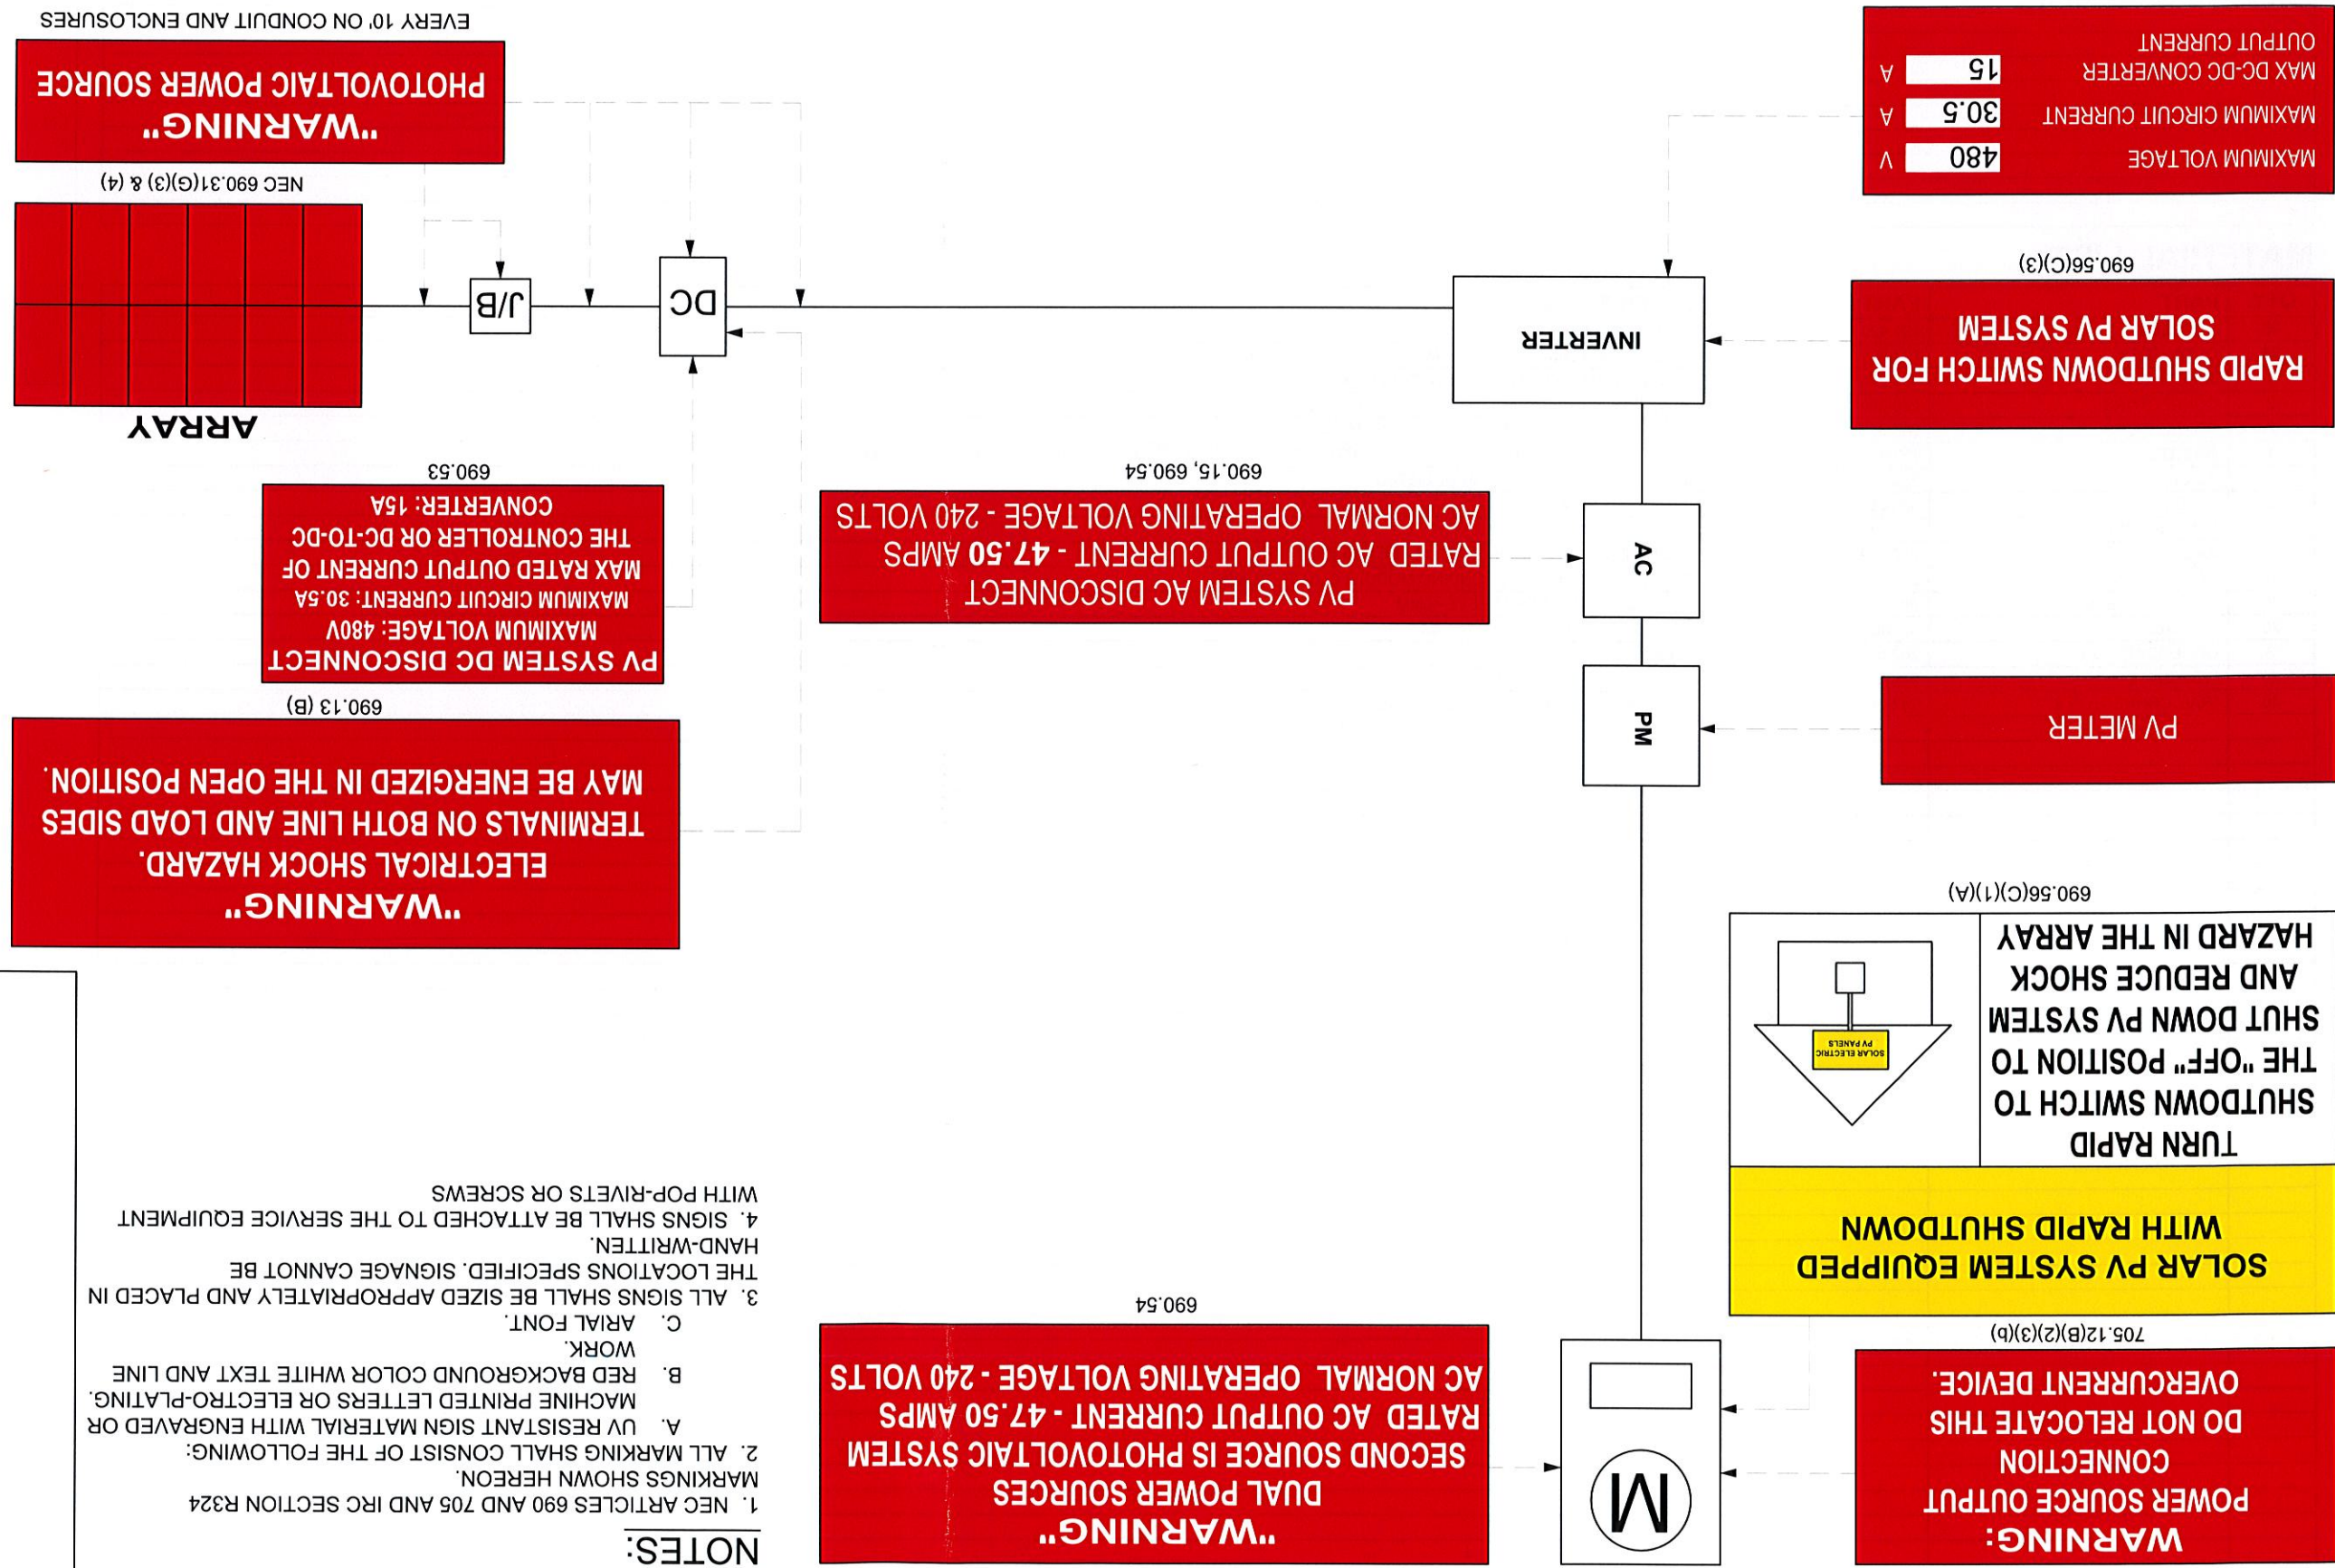 WARNING:
POWER SOURCE OUTPUT
CONNECTION
DO NOT RELOCATE THIS
OVERCURRENT DEVICE.
705.12(B)(2)(3)(b)
SOLAR PV SYSTEM EQUIPPED
WITH RAPID SHUTDOWN
TURN RAPID
SHUTDOWN SWITCH TO
THE "OFF" POSITION TO
SHUT DOWN PV SYSTEM
AND REDUCE SHOCK
HAZARD IN THE ARRAY
SOLAR ELECTRIC
PV PANELS
690.56(C)(1)(A)
M
"WARNING"
DUAL POWER SOURCES
SECOND SOURCE IS PHOTOVOLTAIC SYSTEM
RATED AC OUTPUT CURRENT - 47.50 AMPS
AC NORMAL OPERATING VOLTAGE - 240 VOLTS
690.54
NOTES:
1. NEC ARTICLES 690 AND 705 AND IRC SECTION R324
MARKINGS SHOWN HEREON.
2. ALL MARKING SHALL CONSIST OF THE FOLLOWING:
A. UV RESISTANT SIGN MATERIAL WITH ENGRAVED OR
MACHINE PRINTED LETTERS OR ELECTRO-PLATING.
B. RED BACKGROUND COLOR WHITE TEXT AND LINE
WORK.
C. ARIAL FONT.
3. ALL SIGNS SHALL BE SIZED APPROPRIATELY AND PLACED IN
THE LOCATIONS SPECIFIED. SIGNAGE CANNOT BE
HAND-WRITTEN.
4. SIGNS SHALL BE ATTACHED TO THE SERVICE EQUIPMENT
WITH POP-RIVETS OR SCREWS
PV METER
PM
AC
PV SYSTEM AC DISCONNECT
RATED AC OUTPUT CURRENT - 47.50 AMPS
AC NORMAL OPERATING VOLTAGE - 240 VOLTS
690.15, 690.54
"WARNING"
ELECTRICAL SHOCK HAZARD.
TERMINALS ON BOTH LINE AND LOAD SIDES
MAY BE ENERGIZED IN THE OPEN POSITION.
690.13 (B)
PV SYSTEM DC DISCONNECT
MAXIMUM VOLTAGE: 480V
MAXIMUM CIRCUIT CURRENT: 30.5A
MAX RATED OUTPUT CURRENT OF
THE CONTROLLER OR DC-TO-DC
CONVERTER: 15A
690.53
RAPID SHUTDOWN SWITCH FOR
SOLAR PV SYSTEM
690.56(C)(3)
INVERTER
DC
J/B
ARRAY
NEC 690.31(G)(3) & (4)
MAXIMUM VOLTAGE 480 V
MAXIMUM CIRCUIT CURRENT 30.5 A
MAX DC-DC CONVERTER 15 A
OUTPUT CURRENT
"WARNING"
PHOTOVOLTAIC POWER SOURCE
EVERY 10' ON CONDUIT AND ENCLOSURES